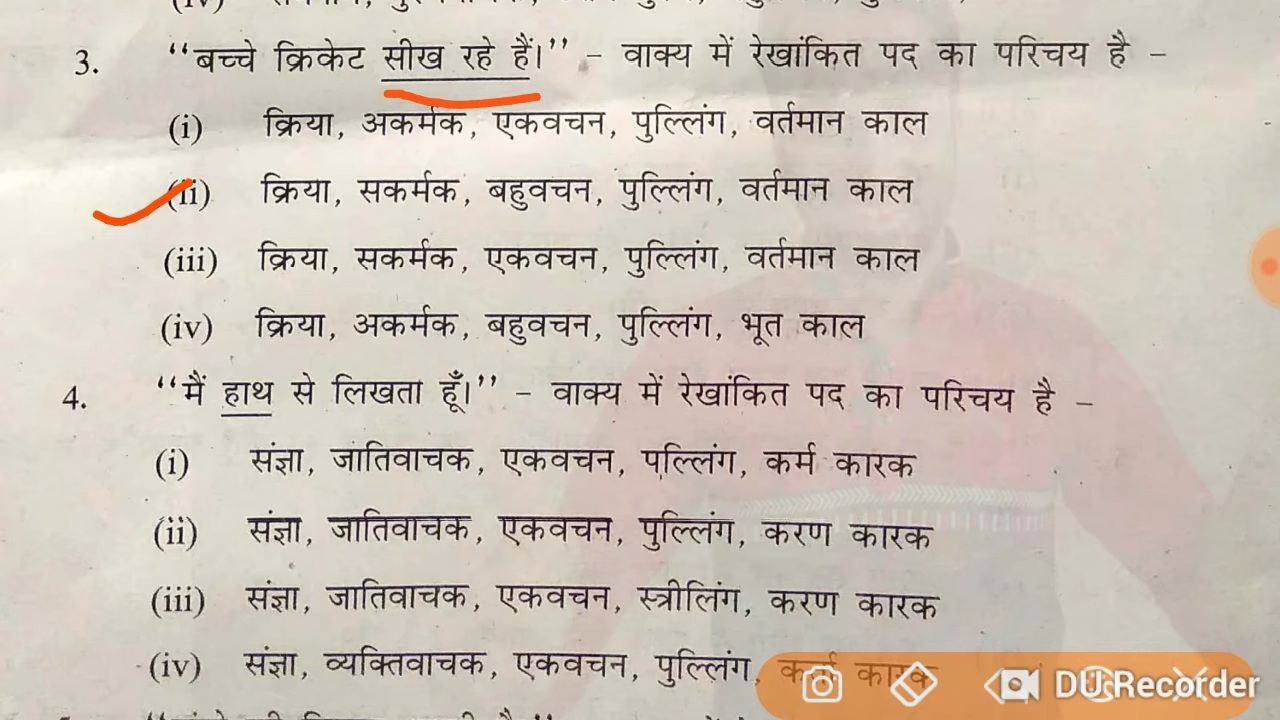 3. “बच्चे क्रिकेट सीख रहे हैं।” – वाक्य में रेखांकित पद का परिचय है –
(i) क्रिया, अकर्मक, एकवचन, पुल्लिंग, वर्तमान काल
(ii) क्रिया, सकर्मक, बहुवचन, पुल्लिंग, वर्तमान काल
(iii) क्रिया, सकर्मक, एकवचन, पुल्लिंग, वर्तमान काल
(iv) क्रिया, अकर्मक, बहुवचन, पुल्लिंग, भूत काल
4. “मैं हाथ से लिखता हूँ।” – वाक्य में रेखांकित पद का परिचय है –
(i) संज्ञा, जातिवाचक, एकवचन, पुल्लिंग, कर्म कारक
(ii) संज्ञा, जातिवाचक, एकवचन, पुल्लिंग, करण कारक
(iii) संज्ञा, जातिवाचक, एकवचन, स्त्रीलिंग, करण कारक
(iv) संज्ञा, व्यक्तिवाचक, एकवचन, पुल्लिंग, कर्ता कारक
DU Recorder